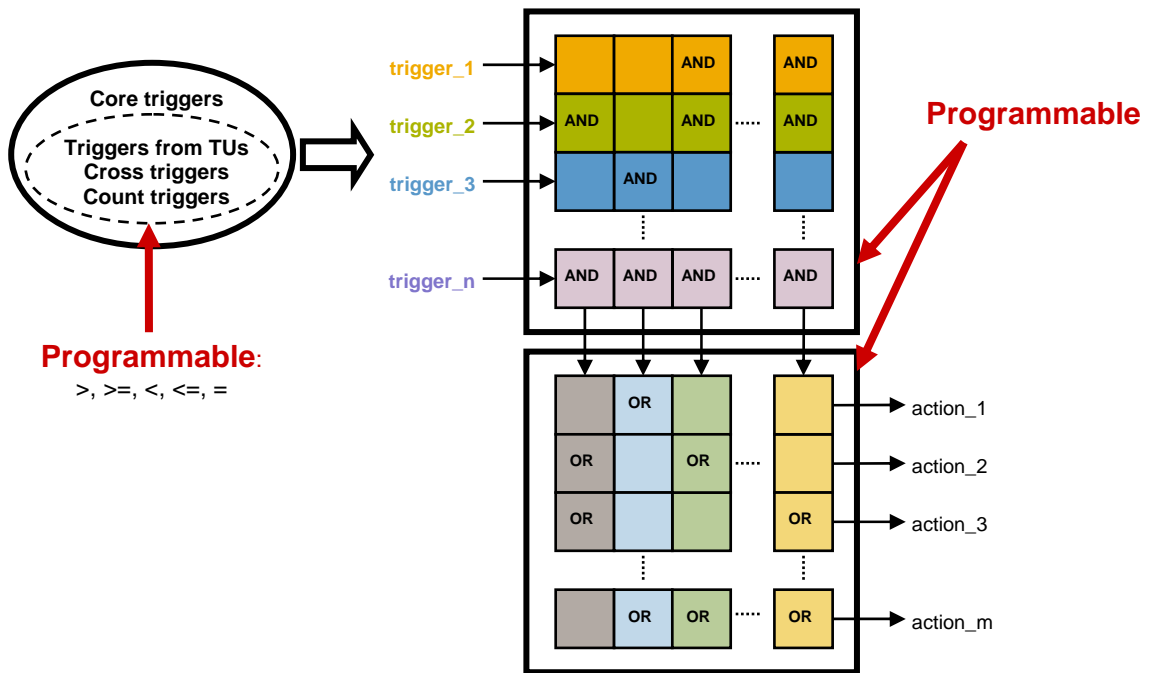 AND AND
trigger_1
Core triggers
Programmable
trigger_2 AND AND ..... AND
Triggers from TUs
Cross triggers
trigger_3 AND
Count triggers
trigger_n AND AND AND ..... AND
Programmable:
>, >=, <, <=, =
OR action_1
OR OR ..... action_2
OR OR action_3
OR OR ..... OR action_m